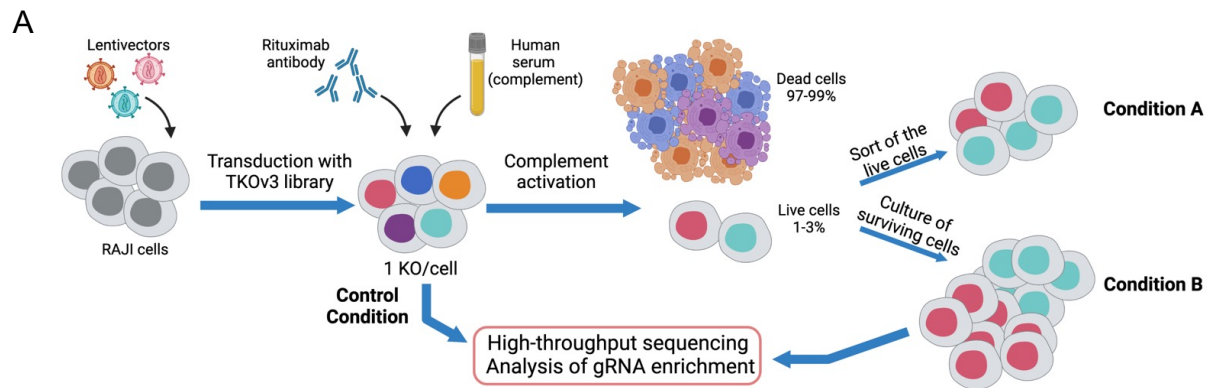 A
Lentivectors
Rituximab
antibody
Human
serum
(complement)
Dead cells
97-99%
Condition A
Sort of the
live cells
Transduction with
TKOv3 library
Complement
activation
Live cells
1-3%
Culture of
surviving cells
RAJI cells
1 KO/cell
Condition B
Control
Condition
High-throughput sequencing
Analysis of gRNA enrichment